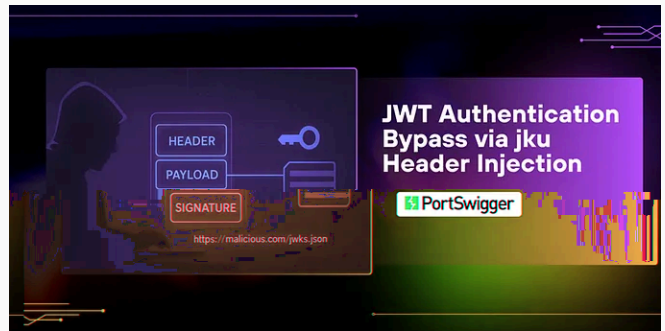 HEADER
PAYLOAD
SIGNATURE
https://malicious.com/jwks.json
JWT Authentication
Bypass via jku
Header Injection
PortSwigger